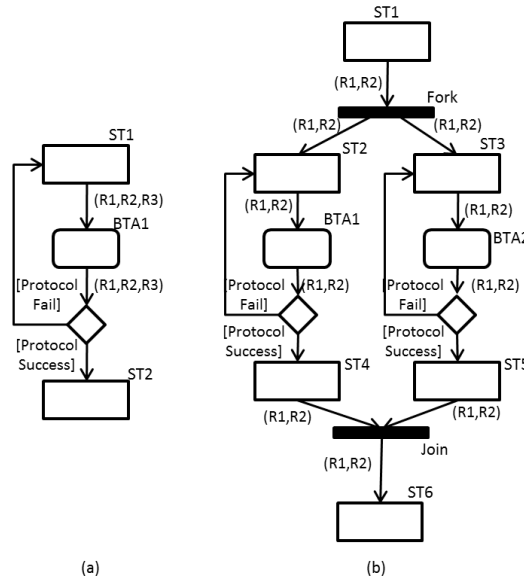 ST1
(R1,R2,R3)
BTA1
[Protocol
Fail]
(R1,R2,R3)
[Protocol
Success]
ST2
(a)
ST1
(R1,R2)
Fork
(R1,R2)
(R1,R2)
ST2
ST3
(R1,R2)
(R1,R2)
BTA1
BTA2
[Protocol
Fail]
(R1,R2)
[Protocol
Fail]
(R1,R2)
[Protocol
Success]
[Protocol
Success]
ST4
ST5
(R1,R2)
(R1,R2)
Join
(R1,R2)
ST6
(b)